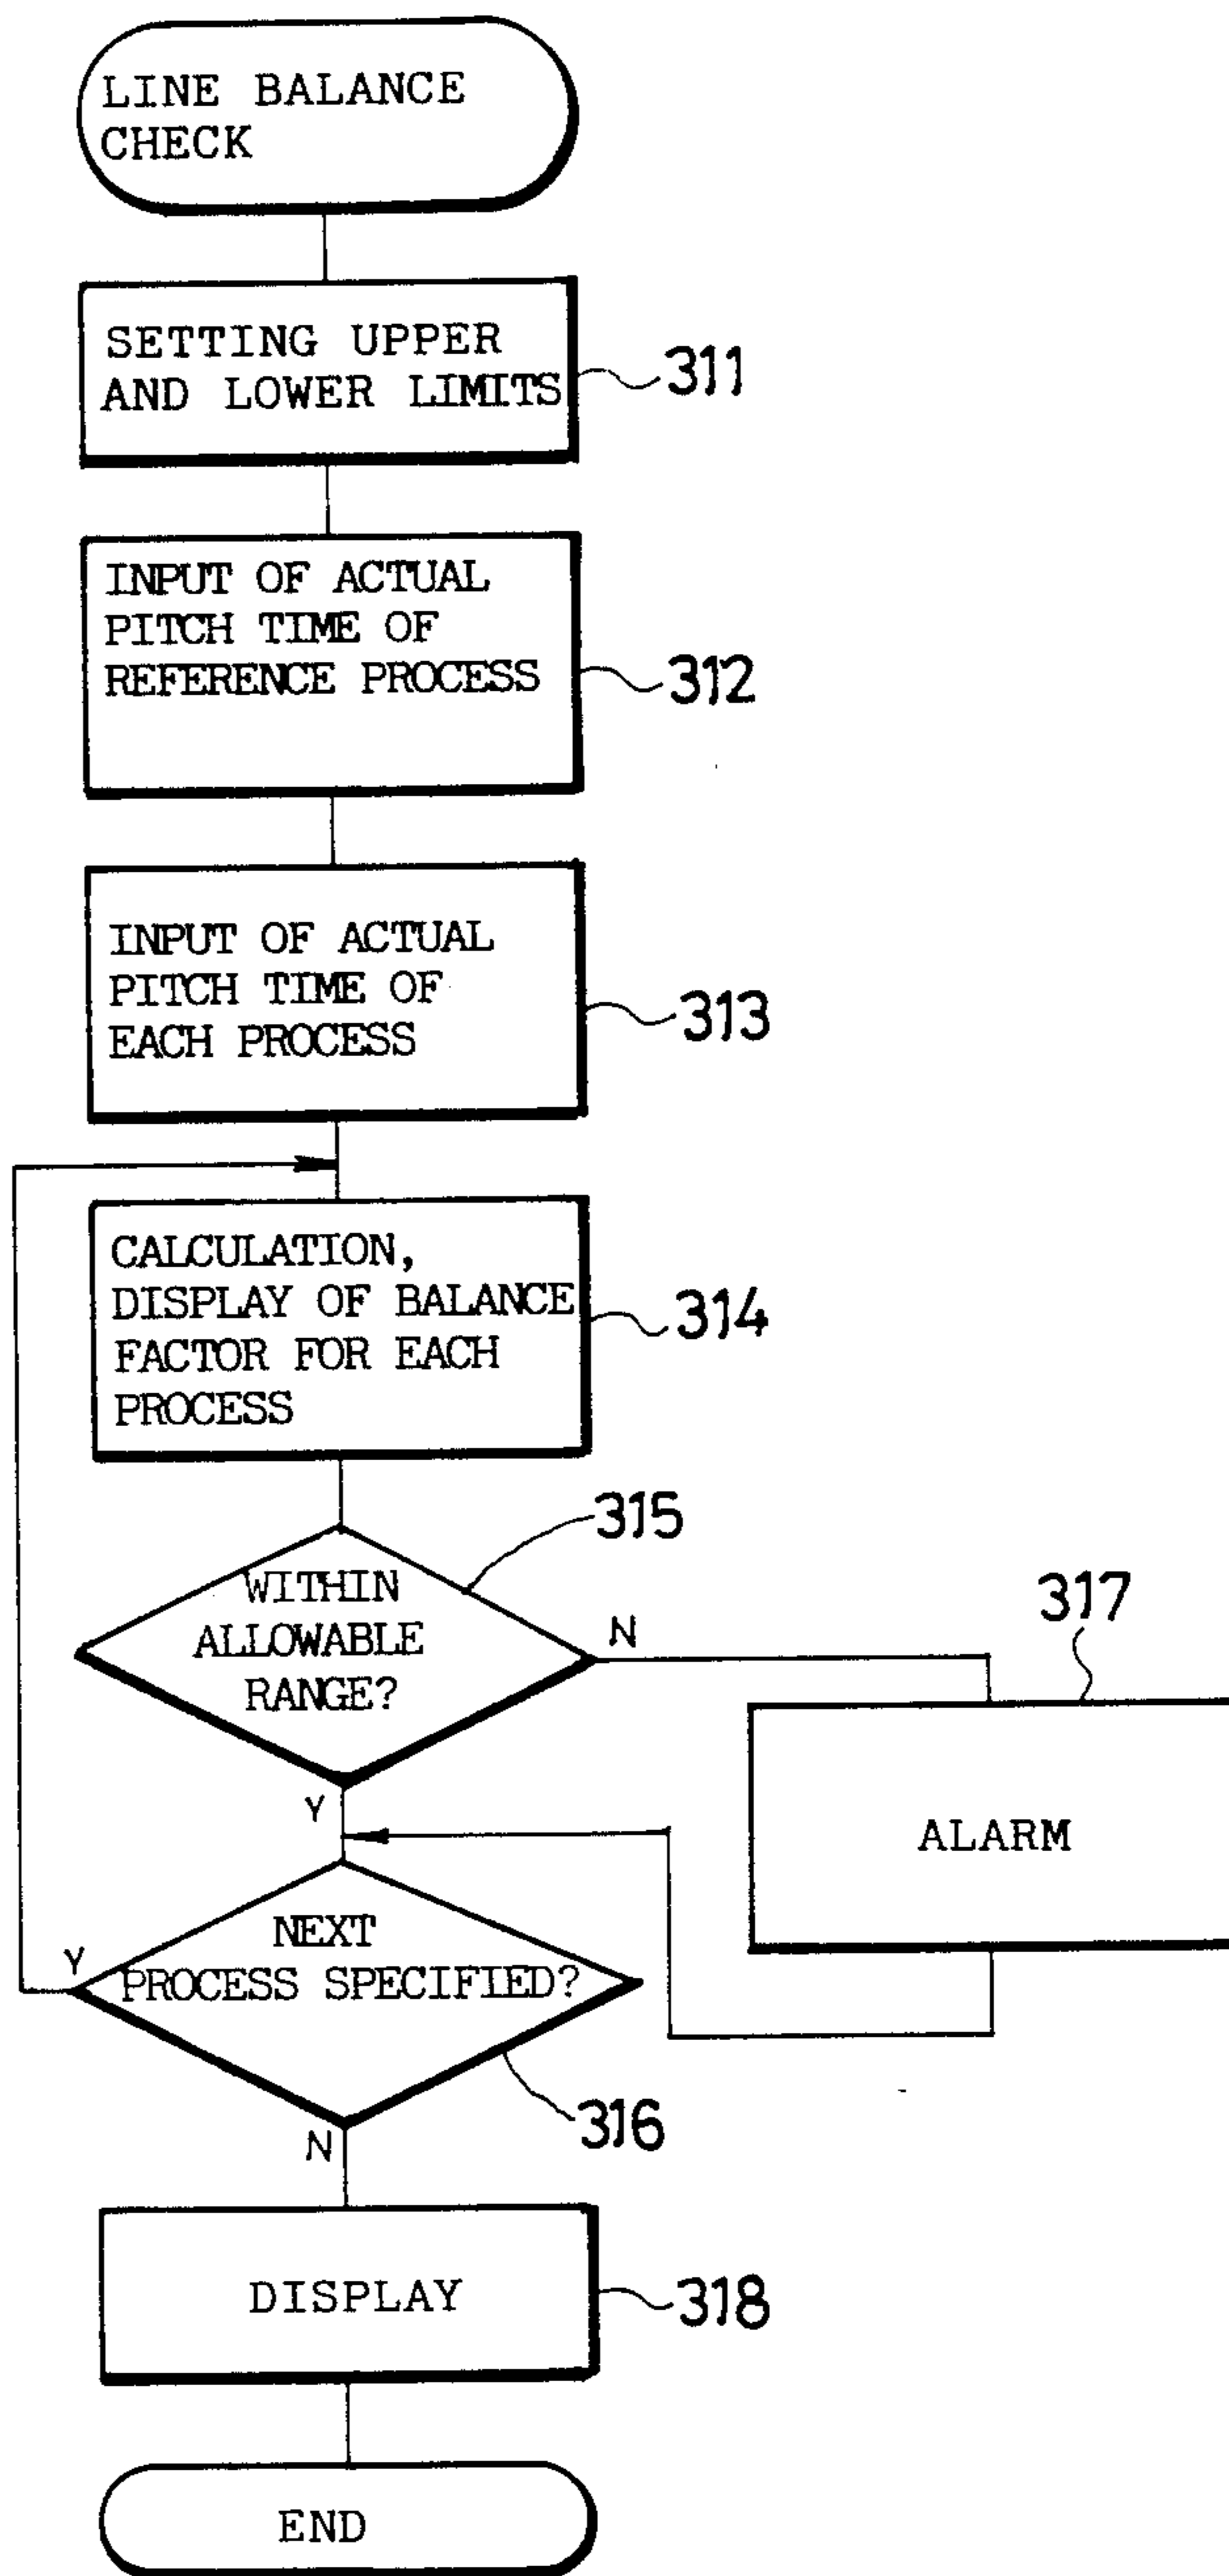 LINE BALANCE
CHECK
SETTING UPPER
AND LOWER LIMITS
311
INPUT OF ACTUAL
PITCH TIME OF
REFERENCE PROCESS
312
INPUT OF ACTUAL
PITCH TIME OF
EACH PROCESS
313
CALCULATION,
DISPLAY OF BALANCE
FACTOR FOR EACH
PROCESS
314
315
WITHIN
ALLOWABLE
RANGE?
N
317
Y
ALARM
NEXT
PROCESS SPECIFIED?
Y
316
N
DISPLAY
318
END